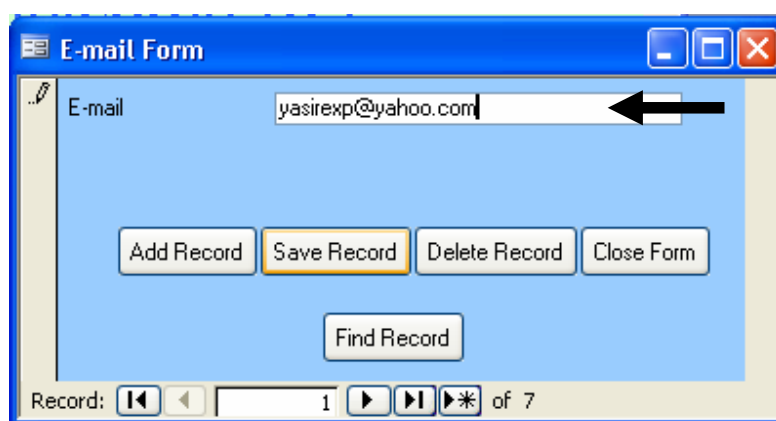 E-mail Form
E-mail yasirexp@yahoo.com
Add Record Save Record Delete Record Close Form
Find Record
Record: 1 of 7